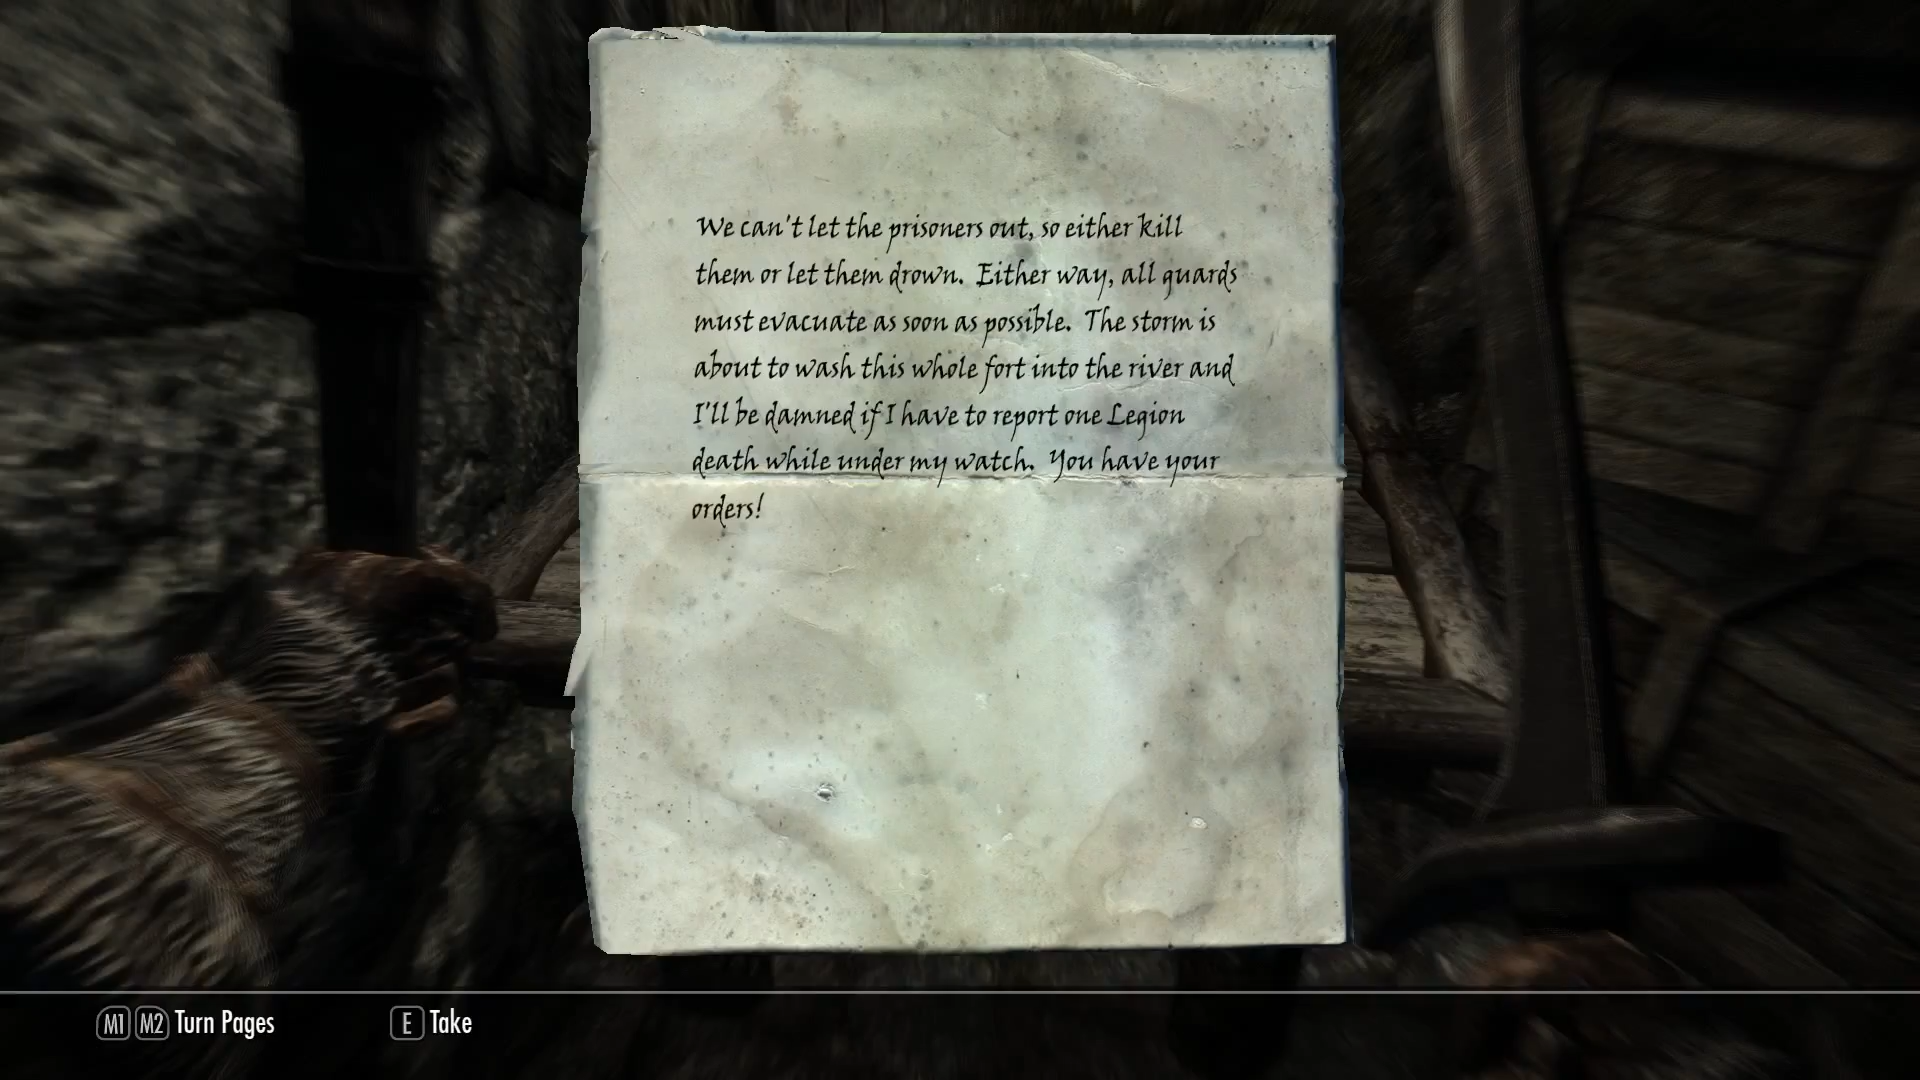 We can't let the prisoners out, so either kill
them or let them drown.  Either way, all guards
must evacuate as soon as possible.  The storm is
about to wash this whole fort into the river and
I'll be damned if I have to report one Legion
death while under my watch.  You have your
orders!
M1 M2 Turn Pages
E Take